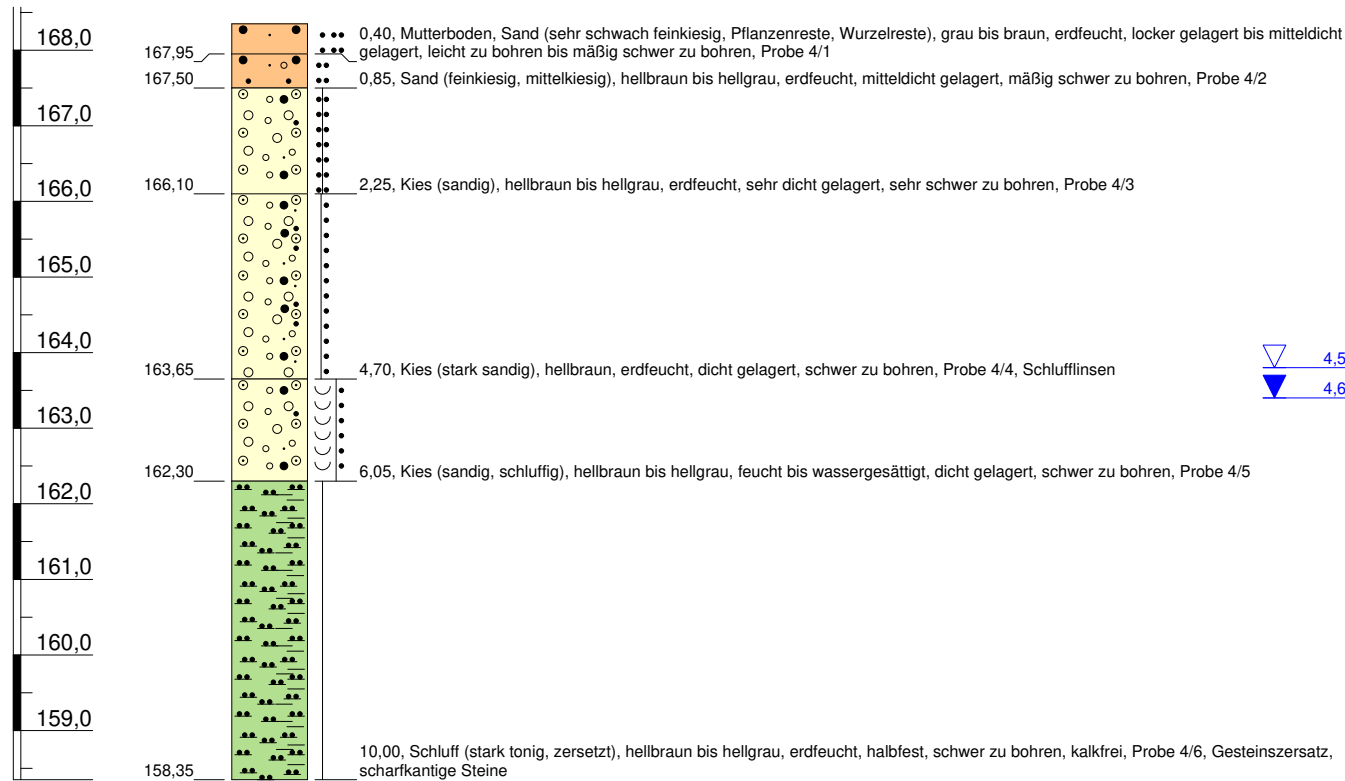 168,0
0,40, Mutterboden, Sand (sehr schwach feinkiesig, Pflanzenreste, Wurzelreste), grau bis braun, erdfeucht, locker gelagert bis mitteldicht
167,95
gelagert, leicht zu bohren bis mäßig schwer zu bohren, Probe 4/1
167,50
0,85, Sand (feinkiesig, mittelkiesig), hellbraun bis hellgrau, erdfeucht, mitteldicht gelagert, mäßig schwer zu bohren, Probe 4/2
167,0
166,10
2,25, Kies (sandig), hellbraun bis hellgrau, erdfeucht, sehr dicht gelagert, sehr schwer zu bohren, Probe 4/3
166,0
165,0
164,0
4,5
163,65
4,70, Kies (stark sandig), hellbraun, erdfeucht, dicht gelagert, schwer zu bohren, Probe 4/4, Schlufflinsen
4,6
163,0
162,30
6,05, Kies (sandig, schluffig), hellbraun bis hellgrau, feucht bis wassergesättigt, dicht gelagert, schwer zu bohren, Probe 4/5
162,0
161,0
160,0
159,0
10,00, Schluff (stark tonig, zersetzt), hellbraun bis hellgrau, erdfeucht, halbfest, schwer zu bohren, kalkfrei, Probe 4/6, Gesteinszersatz,
158,35
scharfkantige Steine